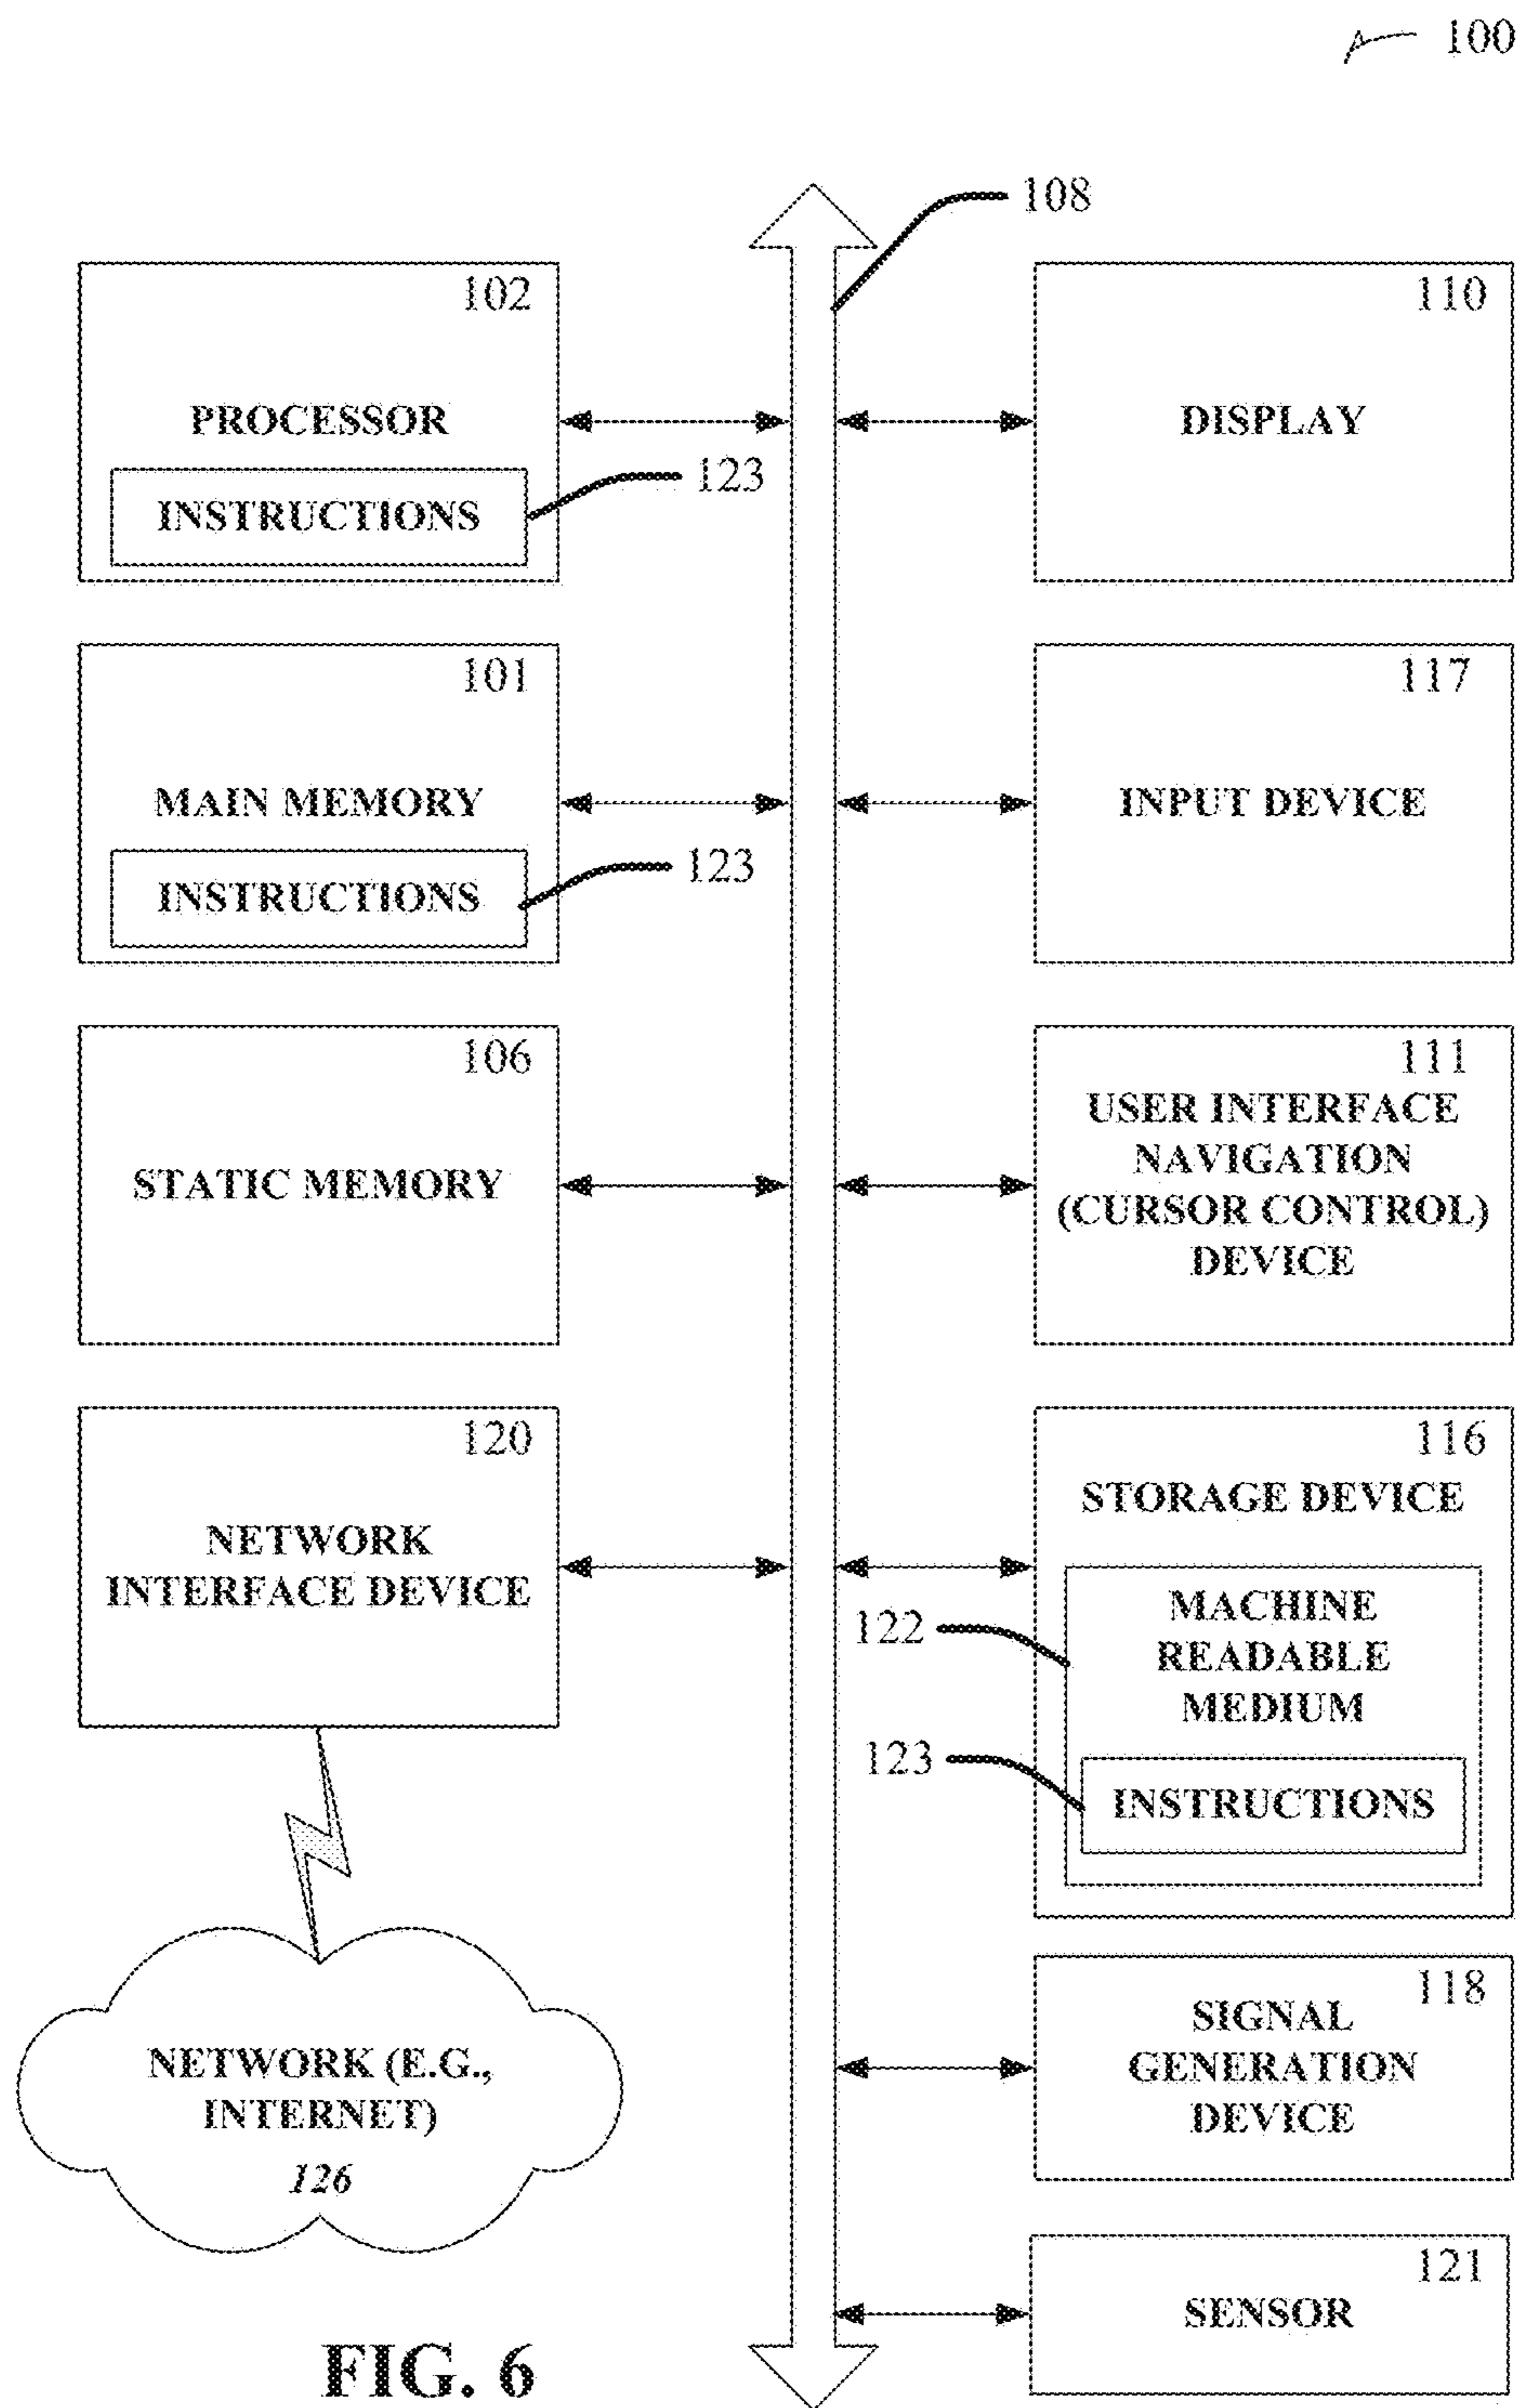 100
108
102
PROCESSOR
INSTRUCTIONS
123
110
DISPLAY
101
MAIN MEMORY
INSTRUCTIONS
123
117
INPUT DEVICE
106
STATIC MEMORY
111
USER INTERFACE
NAVIGATION
(CURSOR CONTROL)
DEVICE
120
NETWORK
INTERFACE DEVICE
116
STORAGE DEVICE
122
MACHINE
READABLE
MEDIUM
123
INSTRUCTIONS
NETWORK (E.G.,
INTERNET)
126
118
SIGNAL
GENERATION
DEVICE
121
SENSOR
FIG. 6